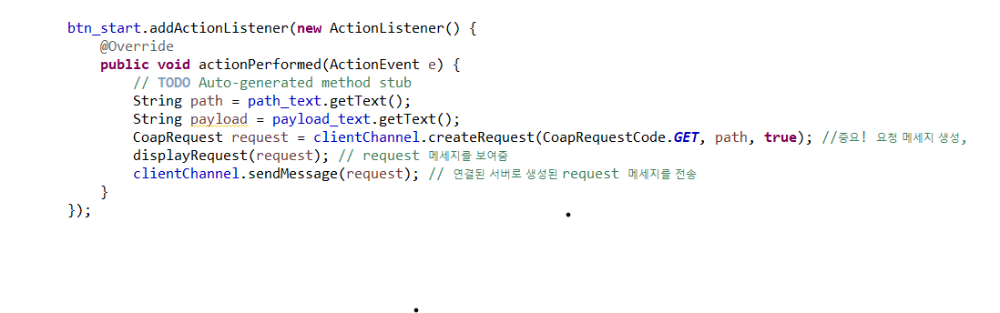 btn_start.addActionListener(new ActionListener() {
@Override
public void actionPerformed(ActionEvent e) {
// TODO Auto-generated method stub
String path = path_text.getText();
String payload = payload_text.getText();
CoapRequest request = clientChannel.createRequest(CoapRequestCode.GET, path, true); //중요! 요청 메세지 생성,
displayRequest(request); // request 메세지를 보여줌
clientChannel.sendMessage(request); // 연결된 서버로 생성된 request 메세지를 전송
}
});